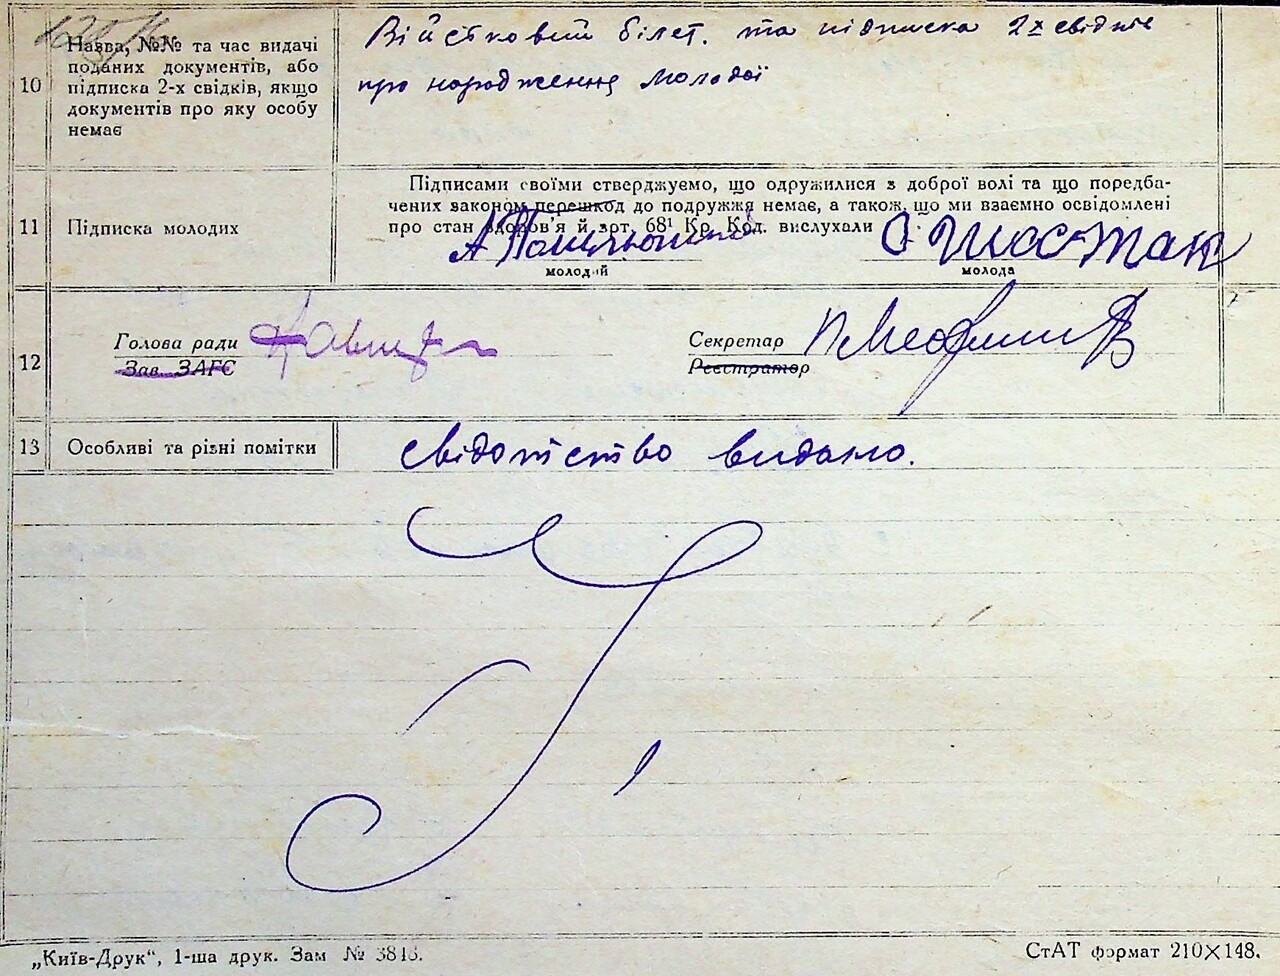 10
Назва, №№ та час видачі
поданих документів, або
підписка 2-х свідків, якщо
документів про яку особу
немає
Військовий білет. та підписка 2х свідків
про народження молодої
11
Підписка молодих
Підписами своїми стверджуємо, що одружилися з доброї волі та що передба-
чених законом перешкод до подружжя немає, а також, що ми взаємно освідомлені
про стан здоров'я й арт. 68¹ Кр. Код. вислухали
О Шостак
молодий
молода
12
Голова ради
Секретар
Зав. ЗАГС
Реєстратор
13
Особливі та різні помітки
свідотство видано.
„Київ-Друк“, 1-ша друк. Зам № 3813.
СтАТ формат 210×148.